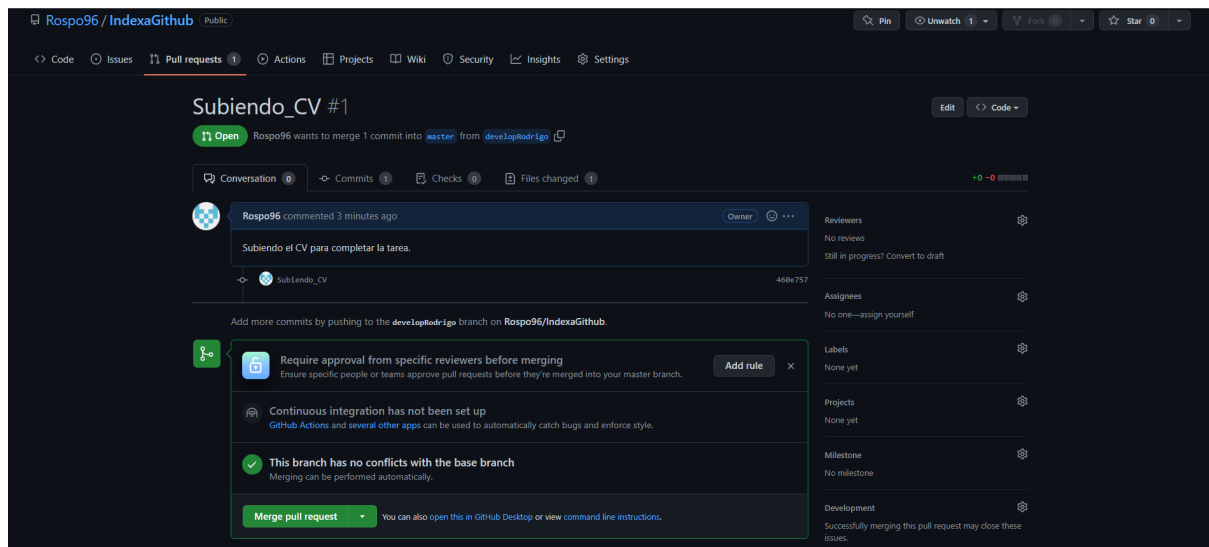 Rospo96 / IndexaGithub Public
Pin
Unwatch 1
Fork 0
Star 0
Code
Issues
Pull requests 1
Actions
Projects
Wiki
Security
Insights
Settings
Subiendo_CV #1
Edit
Code
Open
Rospo96 wants to merge 1 commit into master from developRodrigo
Conversation 0
Commits 1
Checks 0
Files changed 1
+0 −0
Rospo96 commented 3 minutes ago
Owner
Subiendo el CV para completar la tarea.
Subiendo_CV
460e757
Add more commits by pushing to the developRodrigo branch on Rospo96/IndexaGithub.
Require approval from specific reviewers before merging
Ensure specific people or teams approve pull requests before they're merged into your master branch.
Add rule
Continuous integration has not been set up
GitHub Actions and several other apps can be used to automatically catch bugs and enforce style.
This branch has no conflicts with the base branch
Merging can be performed automatically.
Merge pull request
You can also open this in GitHub Desktop or view command line instructions.
Reviewers
No reviews
Still in progress? Convert to draft
Assignees
No one—assign yourself
Labels
None yet
Projects
None yet
Milestone
No milestone
Development
Successfully merging this pull request may close these
issues.